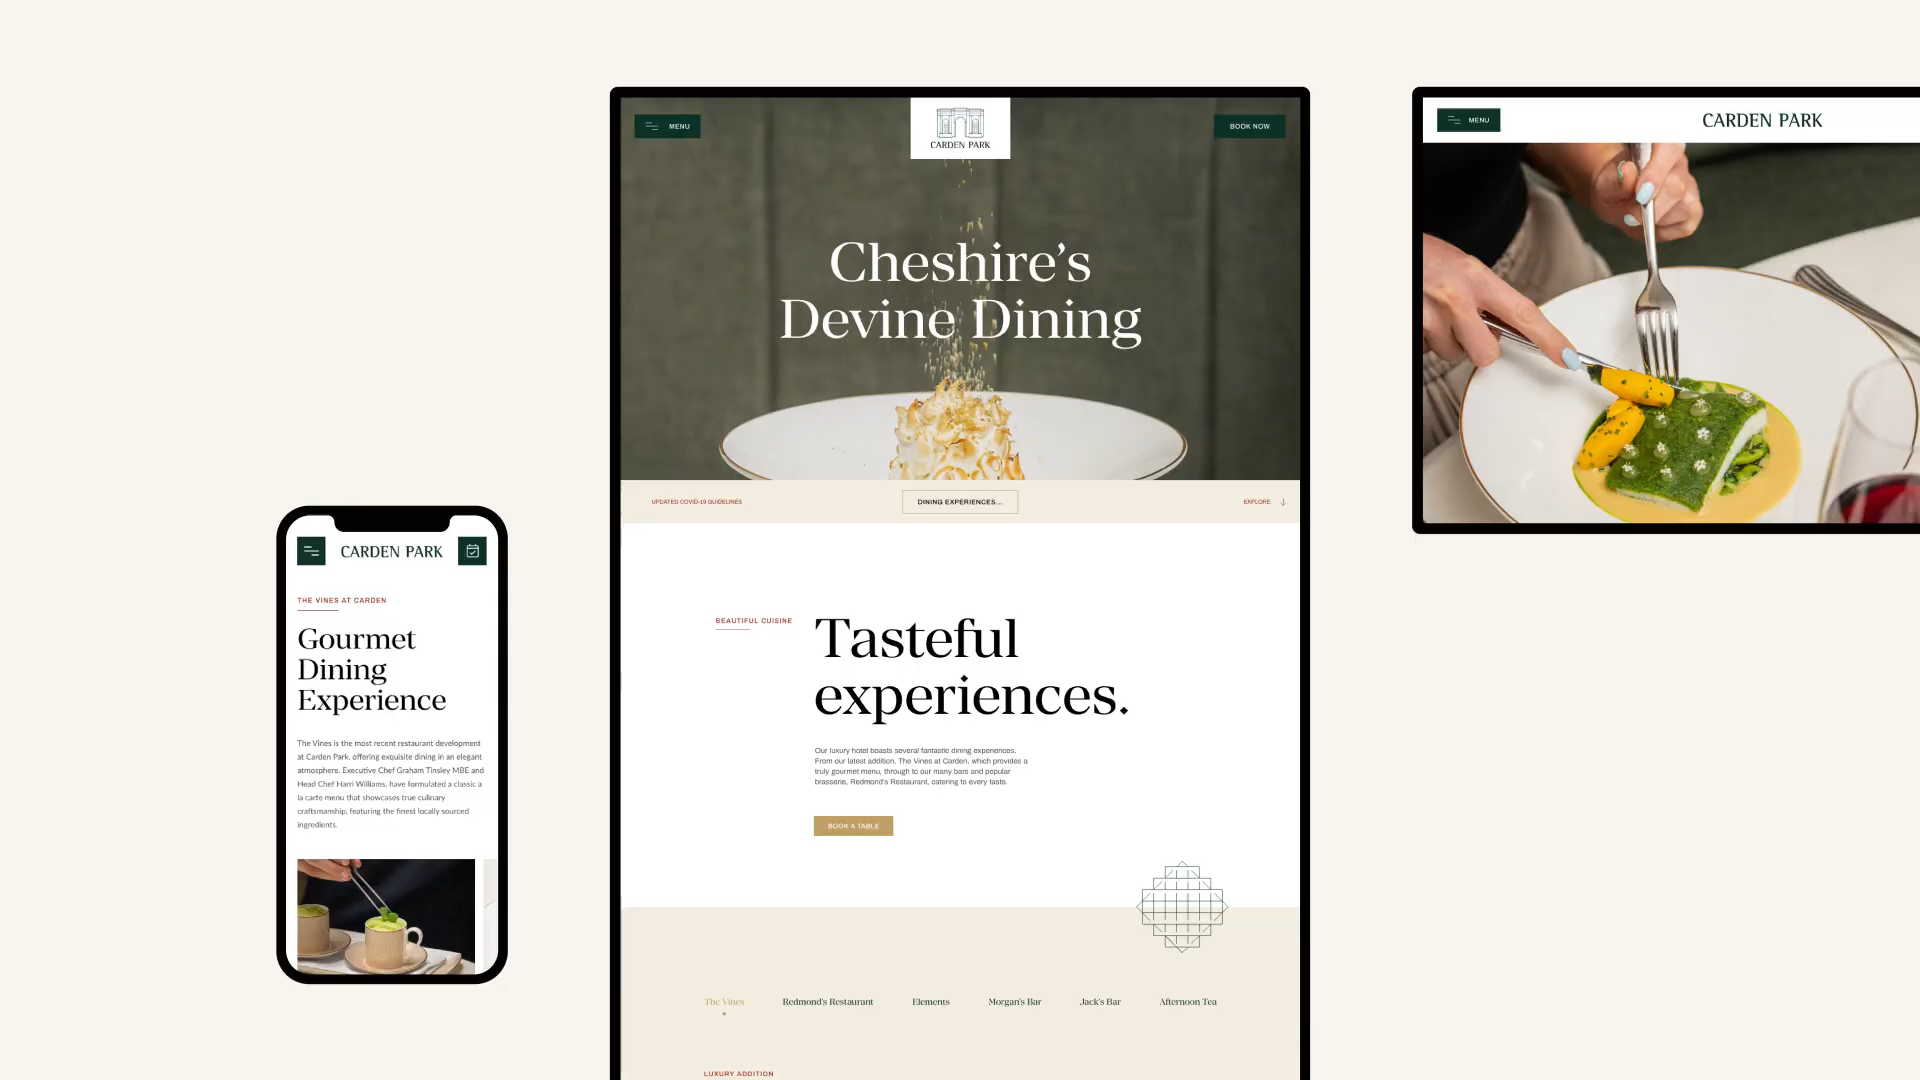 CARDEN PARK
THE VINES AT CARDEN
Gourmet
Dining
Experience
The Vines is the most recent restaurant development
at Carden Park, offering exquisite dining in an elegant
atmosphere. Executive Chef Graham Tinsley MBE and
Head Chef Harri Williams, have formulated a classic a
la carte menu that showcases true culinary
craftsmanship, featuring the finest locally sourced
ingredients.
MENU
CARDEN PARK
BOOK NOW
Cheshire’s
Devine Dining
UPDATED COVID-19 GUIDELINES
DINING EXPERIENCES...
EXPLORE
BEAUTIFUL CUISINE
Tasteful
experiences.
Our luxury hotel boasts several fantastic dining experiences.
From our latest addition, The Vines at Carden, which provides a
truly gourmet menu, through to our many bars and popular
brasserie, Redmond's Restaurant, catering to every taste.
BOOK A TABLE
The Vines
Redmond's Restaurant
Elements
Morgan's Bar
Jack's Bar
Afternoon Tea
LUXURY ADDITION
MENU
CARDEN PARK